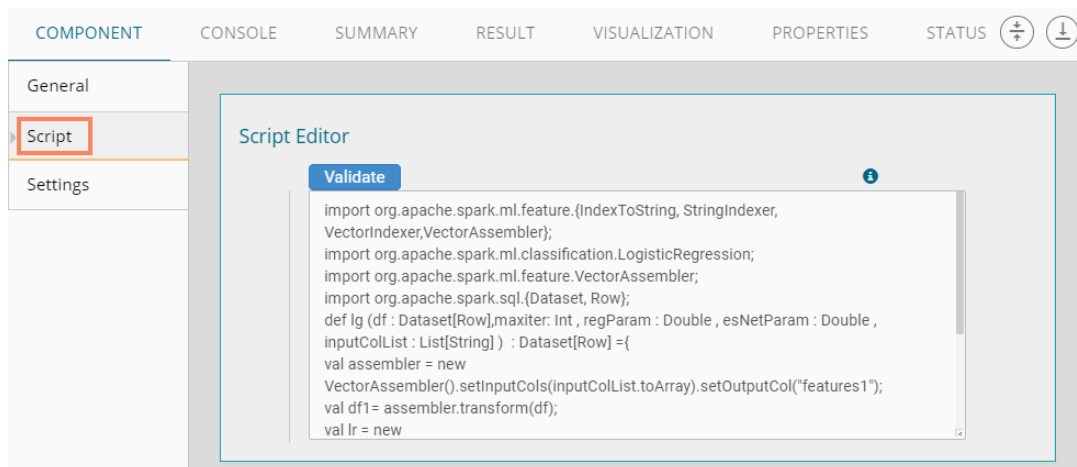 COMPONENT CONSOLE SUMMARY RESULT VISUALIZATION PROPERTIES STATUS
General
Script
Settings
Script Editor
Validate
import org.apache.spark.ml.feature.{IndexToString, StringIndexer,
VectorIndexer,VectorAssembler};
import org.apache.spark.ml.classification.LogisticRegression;
import org.apache.spark.ml.feature.VectorAssembler;
import org.apache.spark.sql.{Dataset, Row};
def lg (df : Dataset[Row],maxiter: Int , regParam : Double , esNetParam : Double ,
inputColList : List[String] )  : Dataset[Row] ={
val assembler = new
VectorAssembler().setInputCols(inputColList.toArray).setOutputCol("features1");
val df1= assembler.transform(df);
val lr = new